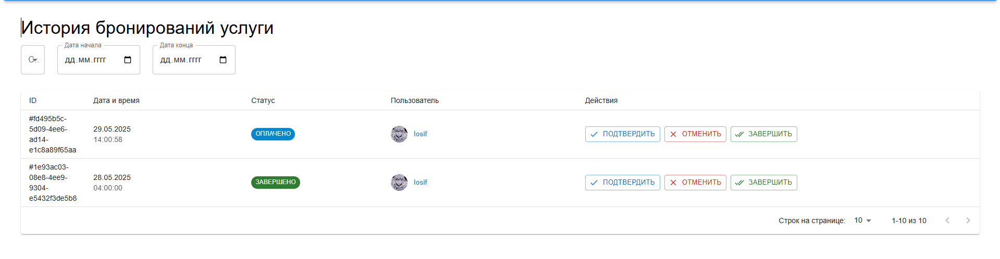 История бронирований услуги
Дата начала Дата конца
С.. дд.мм.гггг дд.мм.гггг
ID Дата и время Статус Пользователь Действия
#fd495b5c-
5d09-4ee6-
ad14-
e1c8a89f65aa
29.05.2025
14:00:58
ОПЛАЧЕНО
Iosif
ПОДТВЕРДИТЬ ОТМЕНИТЬ ЗАВЕРШИТЬ
#1e93ac03-
08e8-4ee9-
9304-
e5432f3de5b8
28.05.2025
04:00:00
ЗАВЕРШЕНО
Iosif
ПОДТВЕРДИТЬ ОТМЕНИТЬ ЗАВЕРШИТЬ
Строк на странице: 10 1-10 из 10